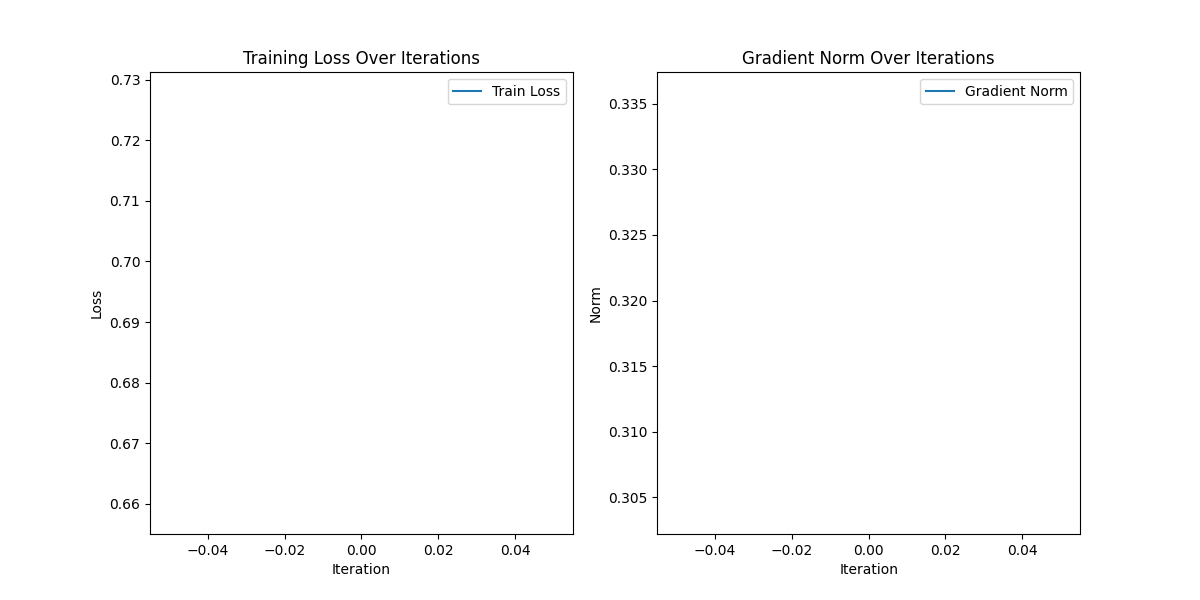 Training Loss Over Iterations
Train Loss
0.73
0.72
0.71
0.70
0.69
0.68
0.67
0.66
Loss
−0.04 −0.02 0.00 0.02 0.04
Iteration
Gradient Norm Over Iterations
Gradient Norm
0.335
0.330
0.325
0.320
0.315
0.310
0.305
Norm
−0.04 −0.02 0.00 0.02 0.04
Iteration